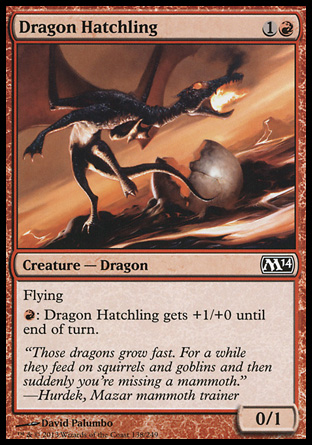 Dragon Hatchling 1
Creature — Dragon M14
Flying
: Dragon Hatchling gets +1/+0 until
end of turn.
“Those dragons grow fast. For a while
they feed on squirrels and goblins and then
suddenly you’re missing a mammoth.”
—Hurdek, Mazar mammoth trainer
David Palumbo
0/1